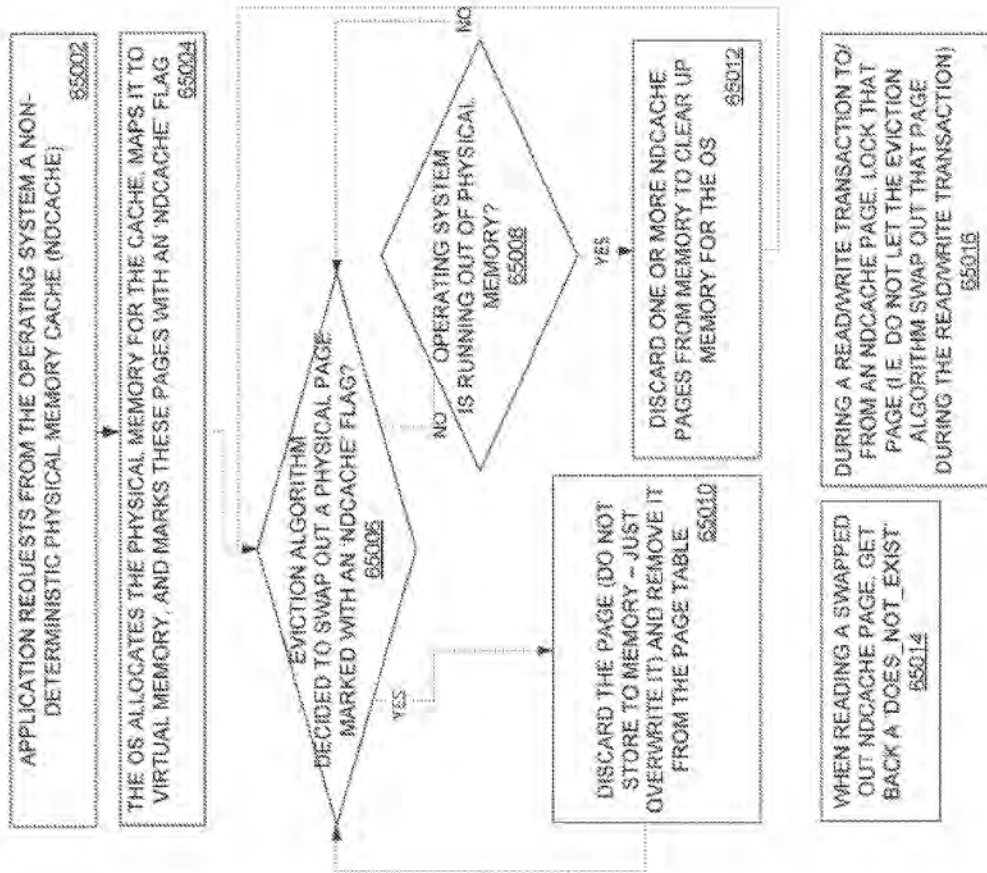 APPLICATION REQUESTS FROM THE OPERATING SYSTEM A NON-
DETERMINISTIC PHYSICAL MEMORY CACHE (NDCACHE)
65002
THE OS ALLOCATES THE PHYSICAL MEMORY FOR THE CACHE, MAPS IT TO
VIRTUAL MEMORY, AND MARKS THESE PAGES WITH AN 'NDCACHE' FLAG
65004
EVICTION ALGORITHM
DECIDED TO SWAP OUT A PHYSICAL PAGE
MARKED WITH AN 'NDCACHE' FLAG?
65006
NO
YES
OPERATING SYSTEM
IS RUNNING OUT OF PHYSICAL
MEMORY?
65008
NO
YES
DISCARD THE PAGE (DO NOT
STORE TO MEMORY – JUST
OVERWRITE IT) AND REMOVE IT
FROM THE PAGE TABLE
65010
DISCARD ONE OR MORE NDCACHE
PAGES FROM MEMORY TO CLEAR UP
MEMORY FOR THE OS
65012
WHEN READING A SWAPPED
OUT NDCACHE PAGE, GET
BACK A 'DOES_NOT_EXIST'
65014
DURING A READ/WRITE TRANSACTION TO/
FROM AN NDCACHE PAGE, LOCK THAT
PAGE (I.E. DO NOT LET THE EVICTION
ALGORITHM SWAP OUT THAT PAGE
DURING THE READ/WRITE TRANSACTION)
65016